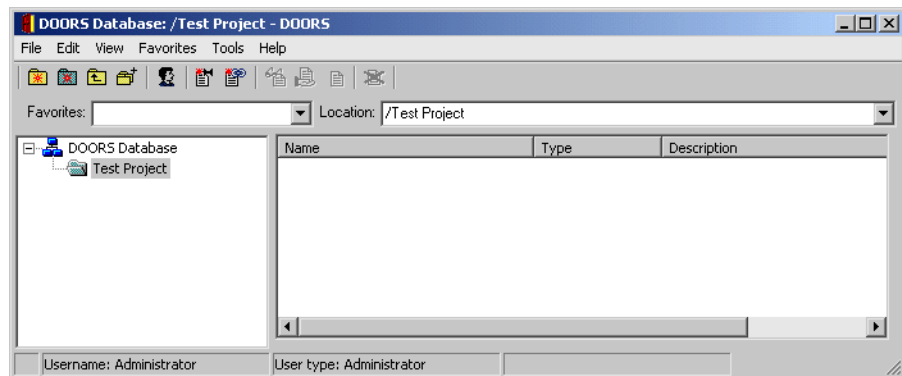 DOORS Database: /Test Project - DOORS
File Edit View Favorites Tools Help
Favorites: Location: /Test Project
DOORS Database
Test Project
Name Type Description
Username: Administrator User type: Administrator